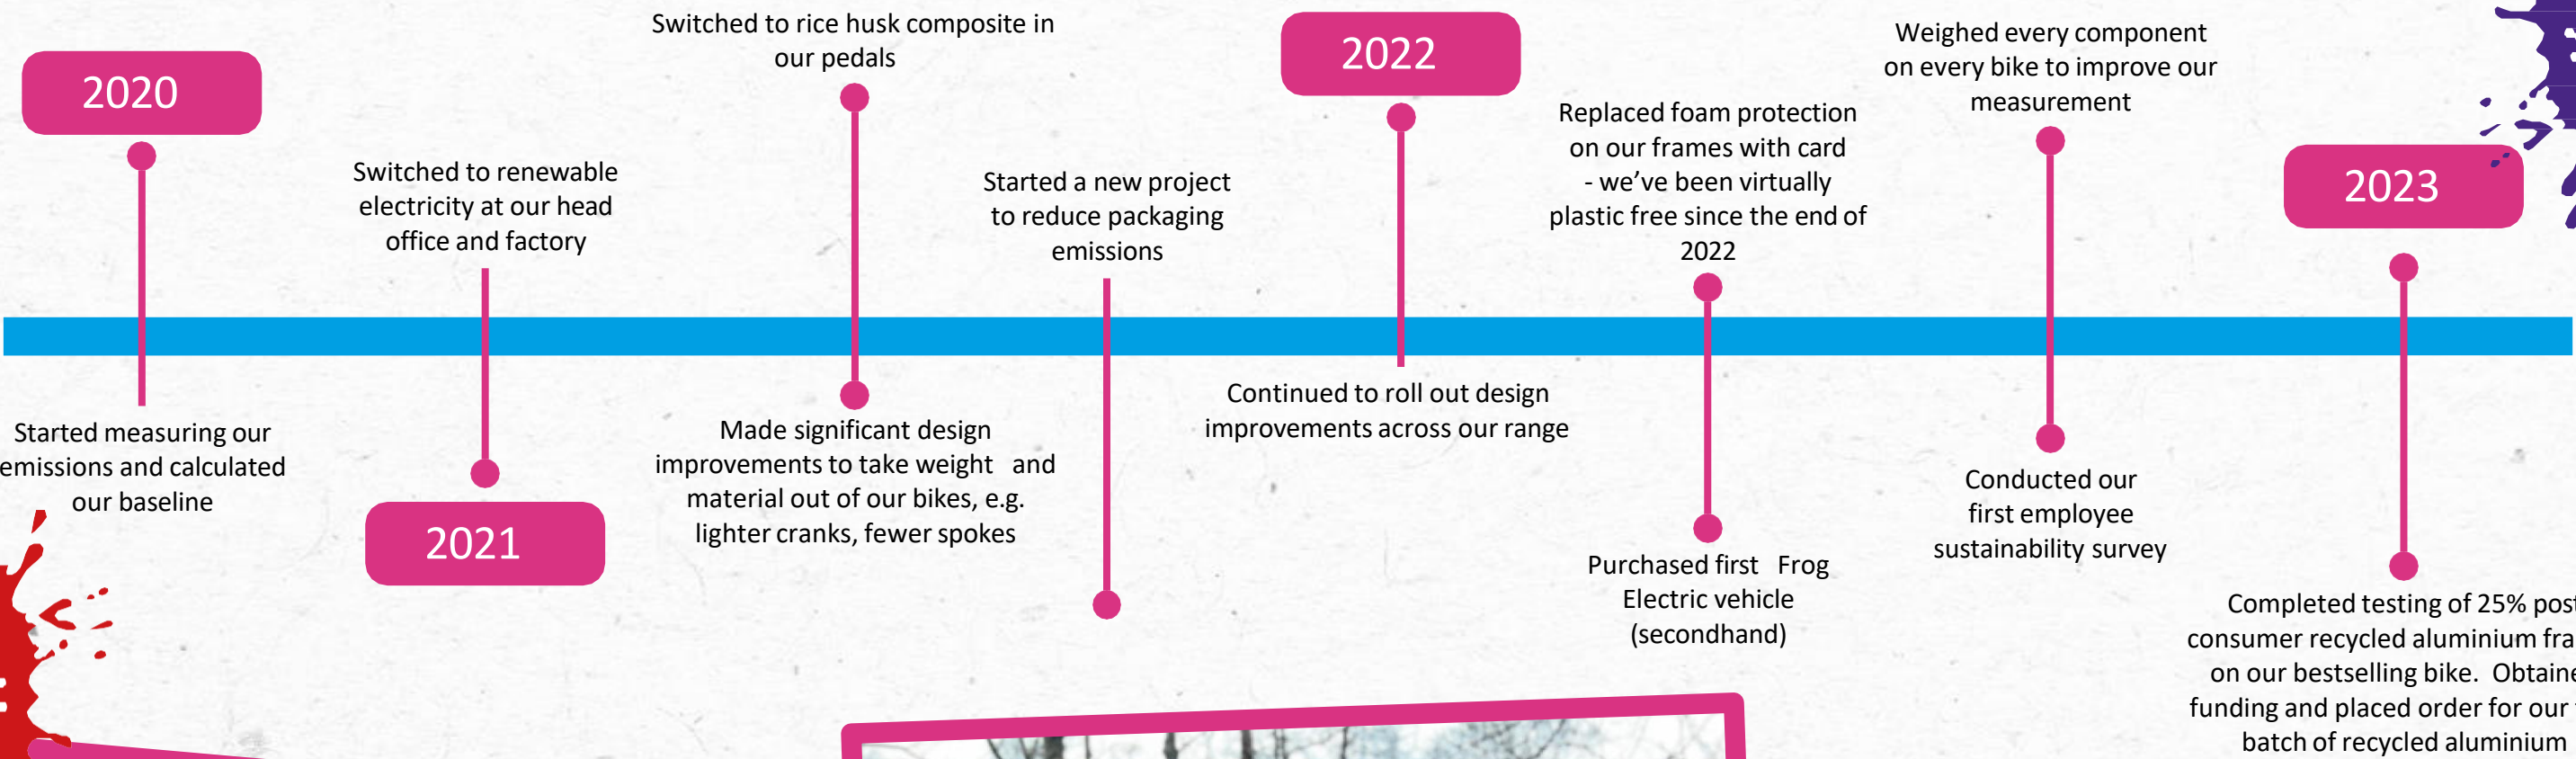 2020
Started measuring our
emissions and calculated
our baseline
Switched to renewable
electricity at our head
office and factory
2021
Switched to rice husk composite in
our pedals
Made significant design
improvements to take weight and
material out of our bikes, e.g.
lighter cranks, fewer spokes
Started a new project
to reduce packaging
emissions
2022
Continued to roll out design
improvements across our range
Replaced foam protection
on our frames with card
- we've been virtually
plastic free since the end of
2022
Purchased first Frog
Electric vehicle
(secondhand)
Weighed every component
on every bike to improve our
measurement
Conducted our
first employee
sustainability survey
2023
Completed testing of 25% post
consumer recycled aluminium
on our bestselling bike.
funding and placed order for our
batch of recycled aluminium